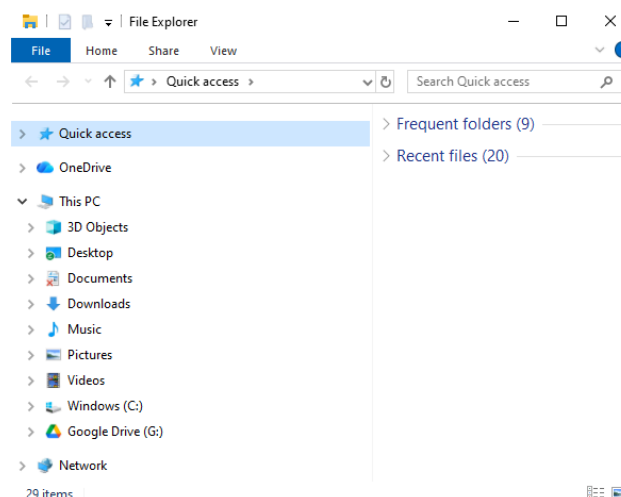 File Explorer
File Home Share View
Quick access Search Quick access
Quick access
OneDrive
This PC
3D Objects
Desktop
Documents
Downloads
Music
Pictures
Videos
Windows (C:)
Google Drive (G:)
Network
Frequent folders (9)
Recent files (20)
29 items